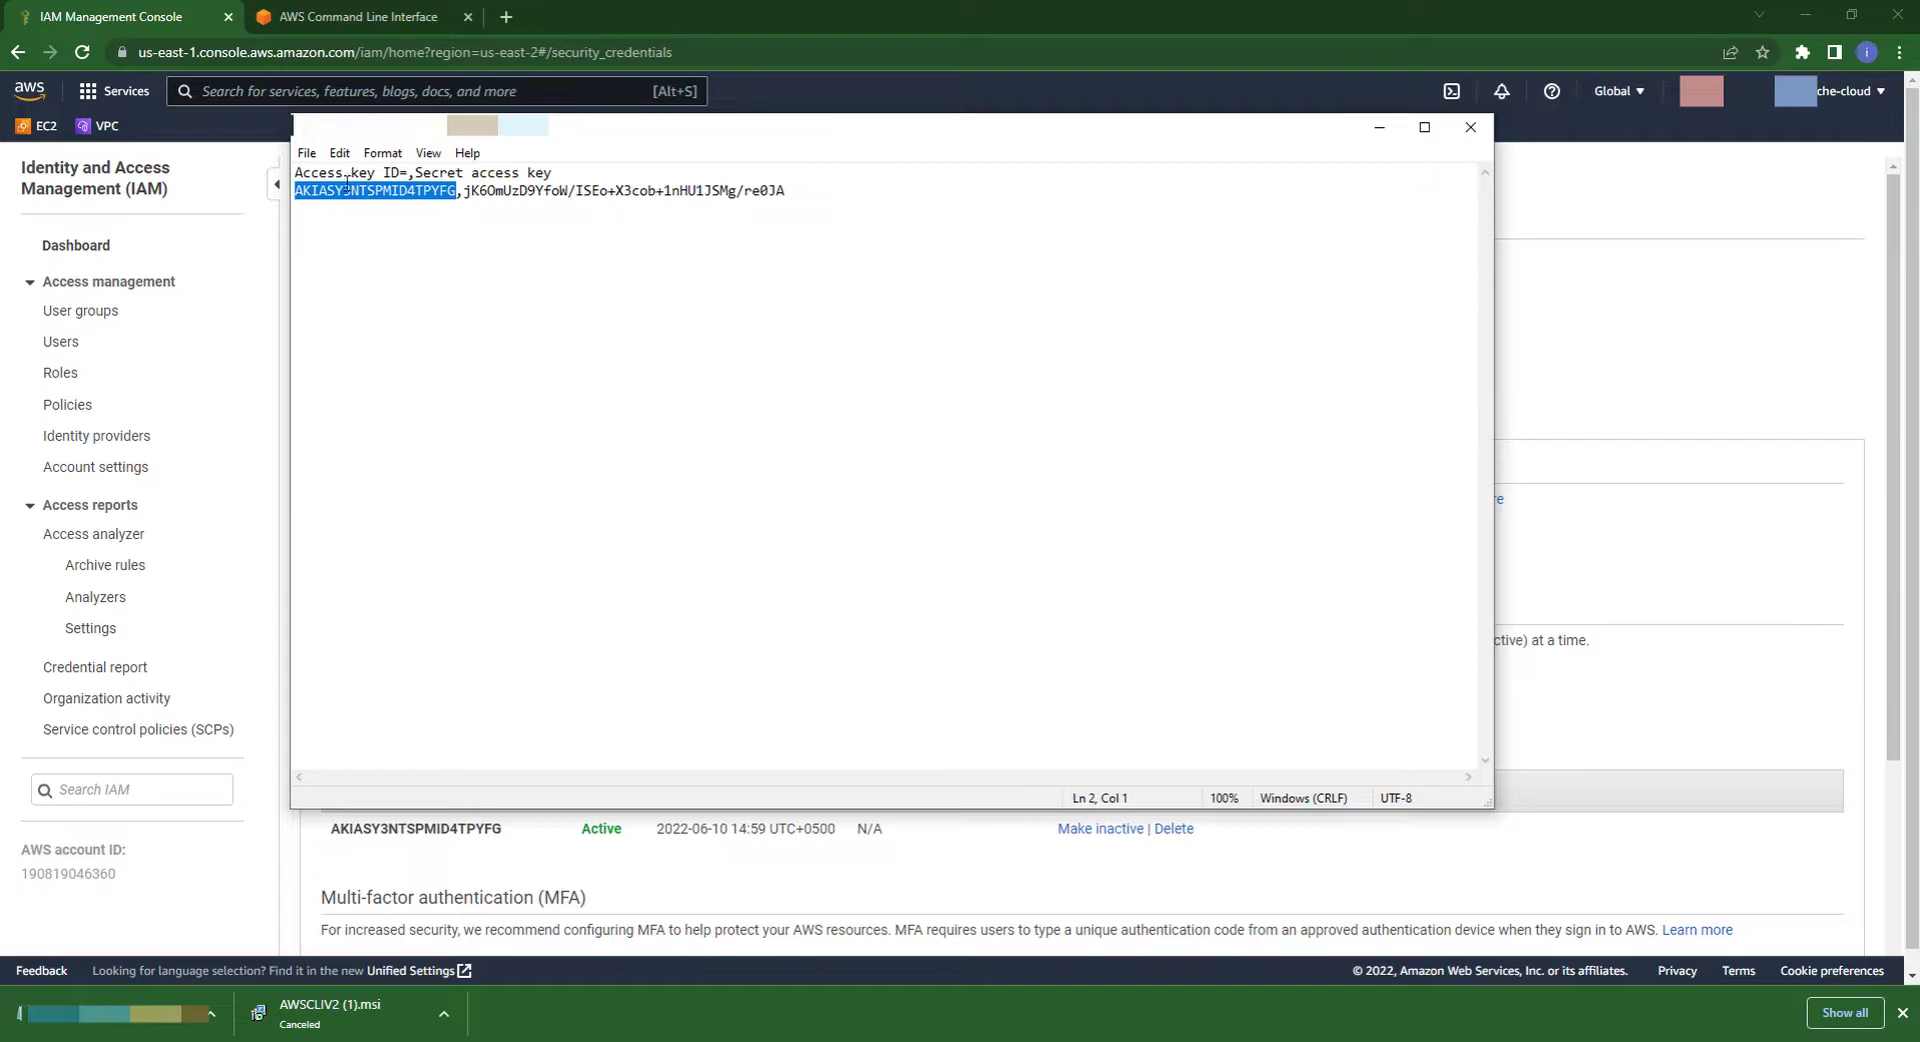 IAM Management Console
AWS Command Line Interface
us-east-1.console.aws.amazon.com/iam/home?region=us-east-2#/security_credentials
i
aws
Services
Search for services, features, blogs, docs, and more
[Alt+S]
Global
che-cloud
EC2
VPC
Identity and Access
Management (IAM)
Dashboard
Access management
User groups
Users
Roles
Policies
Identity providers
Account settings
Access reports
Access analyzer
Archive rules
Analyzers
Settings
Credential report
Organization activity
Service control policies (SCPs)
Search IAM
AWS account ID:
190819046360
File Edit Format View Help
Access key ID=,Secret access key
AKIASY3NTSPMID4TPYFG,jK6OmUzD9YfoW/ISEo+X3cob+1nHU1JSMg/re0JA
Ln 2, Col 1
100%
Windows (CRLF)
UTF-8
re
ctive) at a time.
AKIASY3NTSPMID4TPYFG Active 2022-06-10 14:59 UTC+0500 N/A Make inactive | Delete
Multi-factor authentication (MFA)
For increased security, we recommend configuring MFA to help protect your AWS resources. MFA requires users to type a unique authentication code from an approved authentication device when they sign in to AWS. Learn more
Feedback
Looking for language selection? Find it in the new Unified Settings
© 2022, Amazon Web Services, Inc. or its affiliates.
Privacy
Terms
Cookie preferences
AWSCLIV2 (1).msi
Canceled
Show all